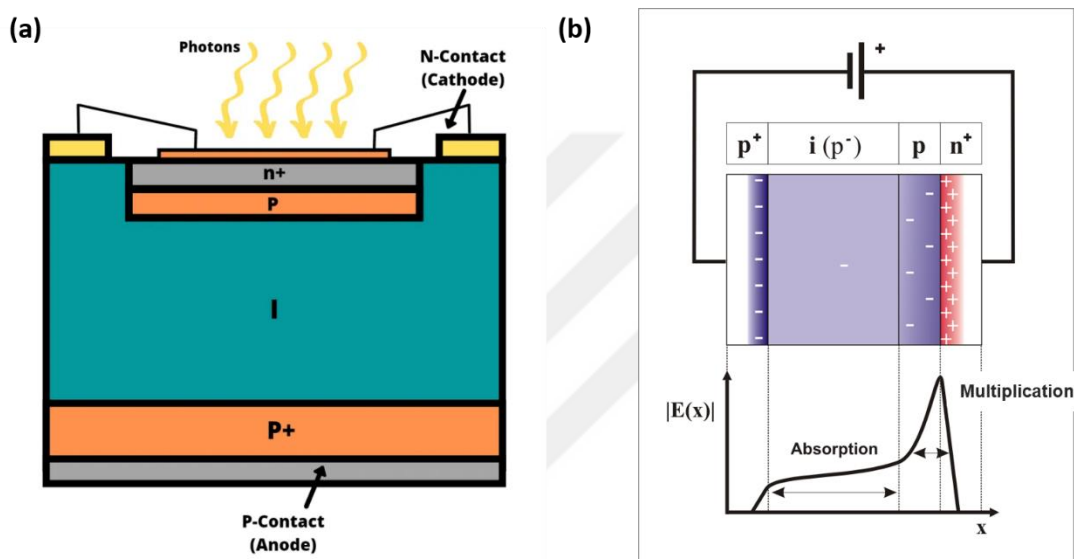 (a)
Photons
N-Contact
(Cathode)
n+
P
I
P+
P-Contact
(Anode)
(b)
+
p+ i (p-) p n+
- - - +
- - - ++
- - ++
- - - ++
- - - ++
- - ++
- - - ++
- - ++
- - +
|E(x)|
Multiplication
Absorption
x